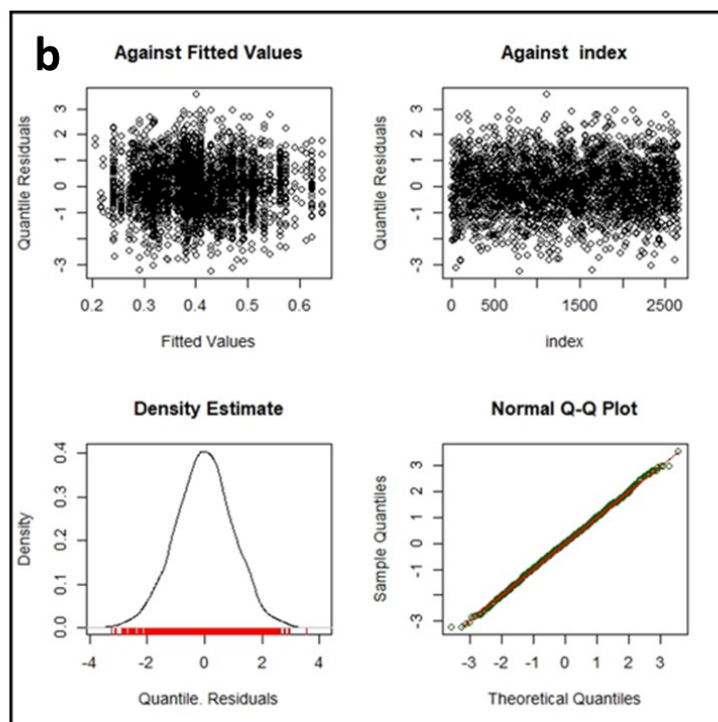 b
Against Fitted Values
Quantile Residuals
3
2
1
0
-1
-3
0.2 0.3 0.4 0.5 0.6
Fitted Values
Against index
Quantile Residuals
3
2
1
0
-1
-3
0 500 1500 2500
index
Density Estimate
Density
0.4
0.3
0.2
0.1
0.0
-4 -2 0 2 4
Quantile. Residuals
Normal Q-Q Plot
Sample Quantiles
3
2
1
0
-1
-3
-3 -2 -1 0 1 2 3
Theoretical Quantiles